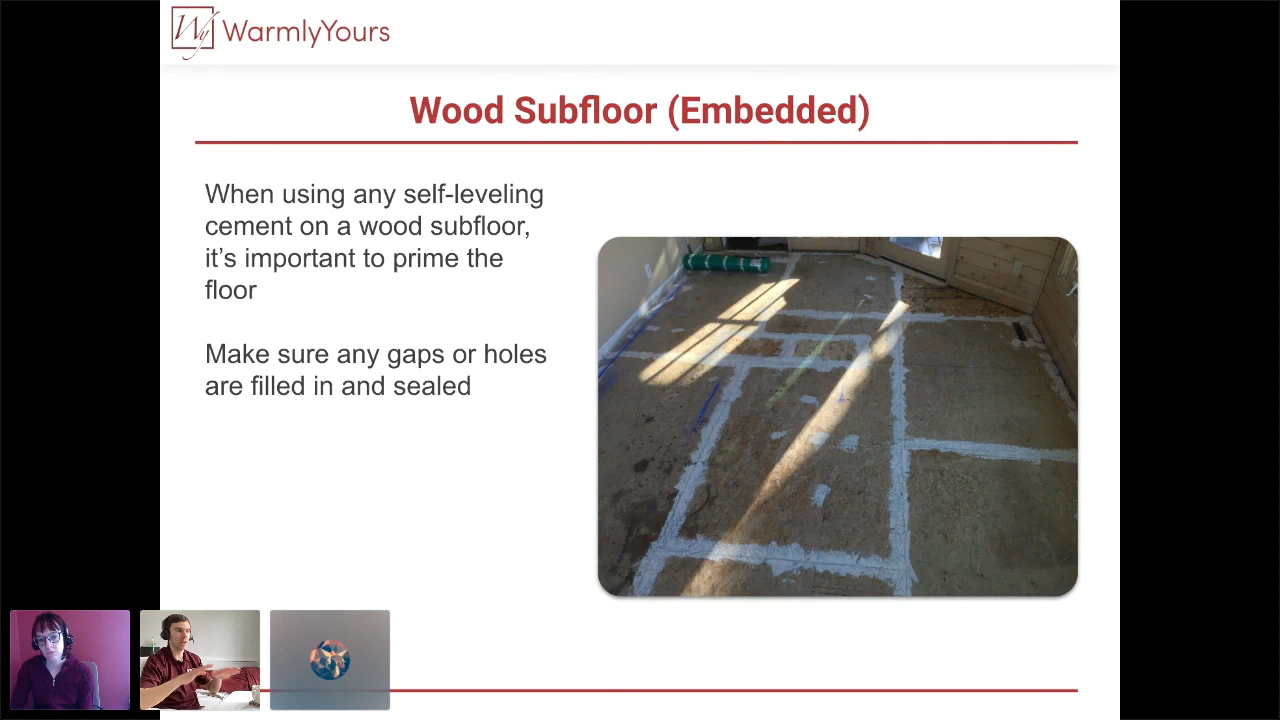 Wy WarmlyYours
Wood Subfloor (Embedded)
When using any self-leveling
cement on a wood subfloor,
it’s important to prime the
floor
Make sure any gaps or holes
are filled in and sealed